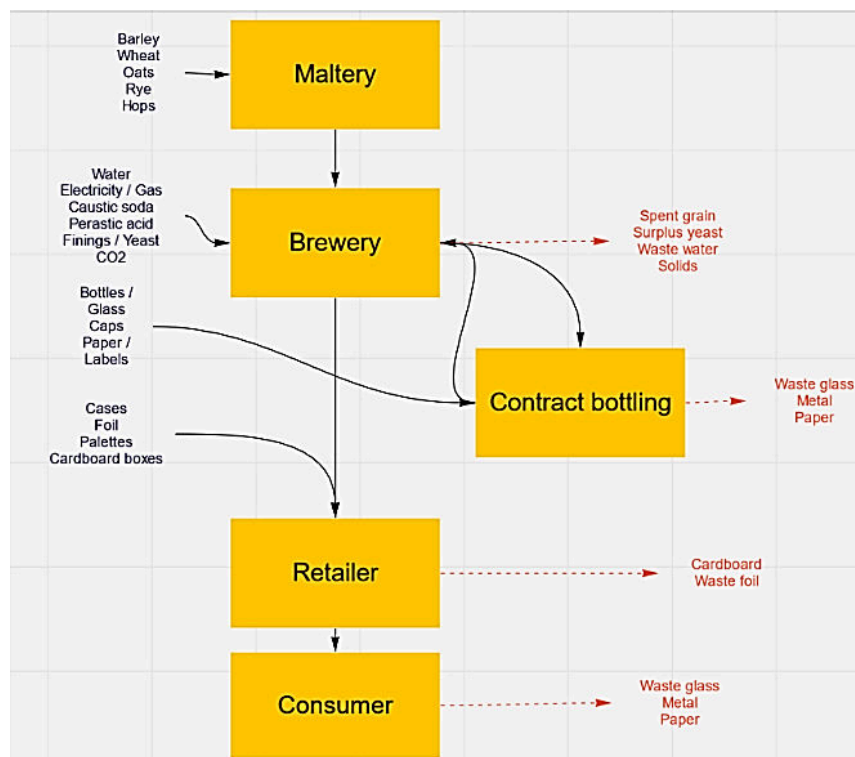 Barley
Wheat
Oats
Rye
Hops
Maltery
Water
Electricity / Gas
Caustic soda
Perastic acid
Finings / Yeast
CO2
Brewery
Spent grain
Surplus yeast
Waste water
Solids
Bottles /
Glass
Caps
Paper /
Labels
Contract bottling
Waste glass
Metal
Paper
Cases
Foil
Palettes
Cardboard boxes
Retailer
Cardboard
Waste foil
Consumer
Waste glass
Metal
Paper